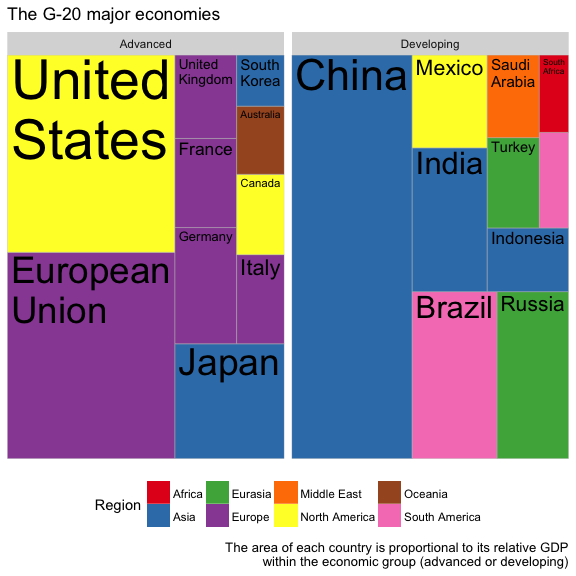 The G-20 major economies
Advanced
Developing
United
States
European
Union
United
Kingdom
France
Germany
Japan
South
Korea
Australia
Canada
Italy
China
Mexico
India
Brazil
Saudi
Arabia
Turkey
South
Africa
Indonesia
Russia
Region
Africa
Asia
Eurasia
Europe
Middle East
North America
Oceania
South America
The area of each country is proportional to its relative GDP
within the economic group (advanced or developing)